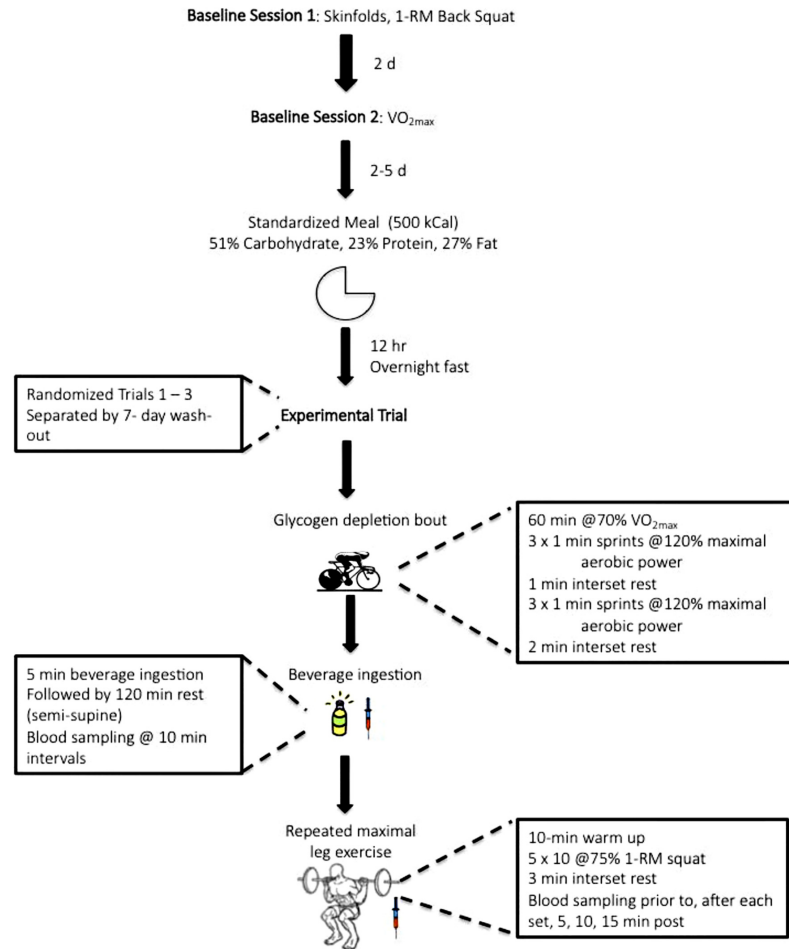 Baseline Session 1: Skinfolds, 1-RM Back Squat
2 d
Baseline Session 2: VO2max
2-5 d
Standardized Meal (500 kCal)
51% Carbohydrate, 23% Protein, 27% Fat
12 hr
Overnight fast
Randomized Trials 1 – 3
Separated by 7- day wash-
out
Experimental Trial
Glycogen depletion bout
60 min @70% VO2max
3 x 1 min sprints @120% maximal
aerobic power
1 min interset rest
3 x 1 min sprints @120% maximal
aerobic power
2 min interset rest
5 min beverage ingestion
Followed by 120 min rest
(semi-supine)
Blood sampling @ 10 min
intervals
Beverage ingestion
Repeated maximal
leg exercise
10-min warm up
5 x 10 @75% 1-RM squat
3 min interset rest
Blood sampling prior to, after each
set, 5, 10, 15 min post